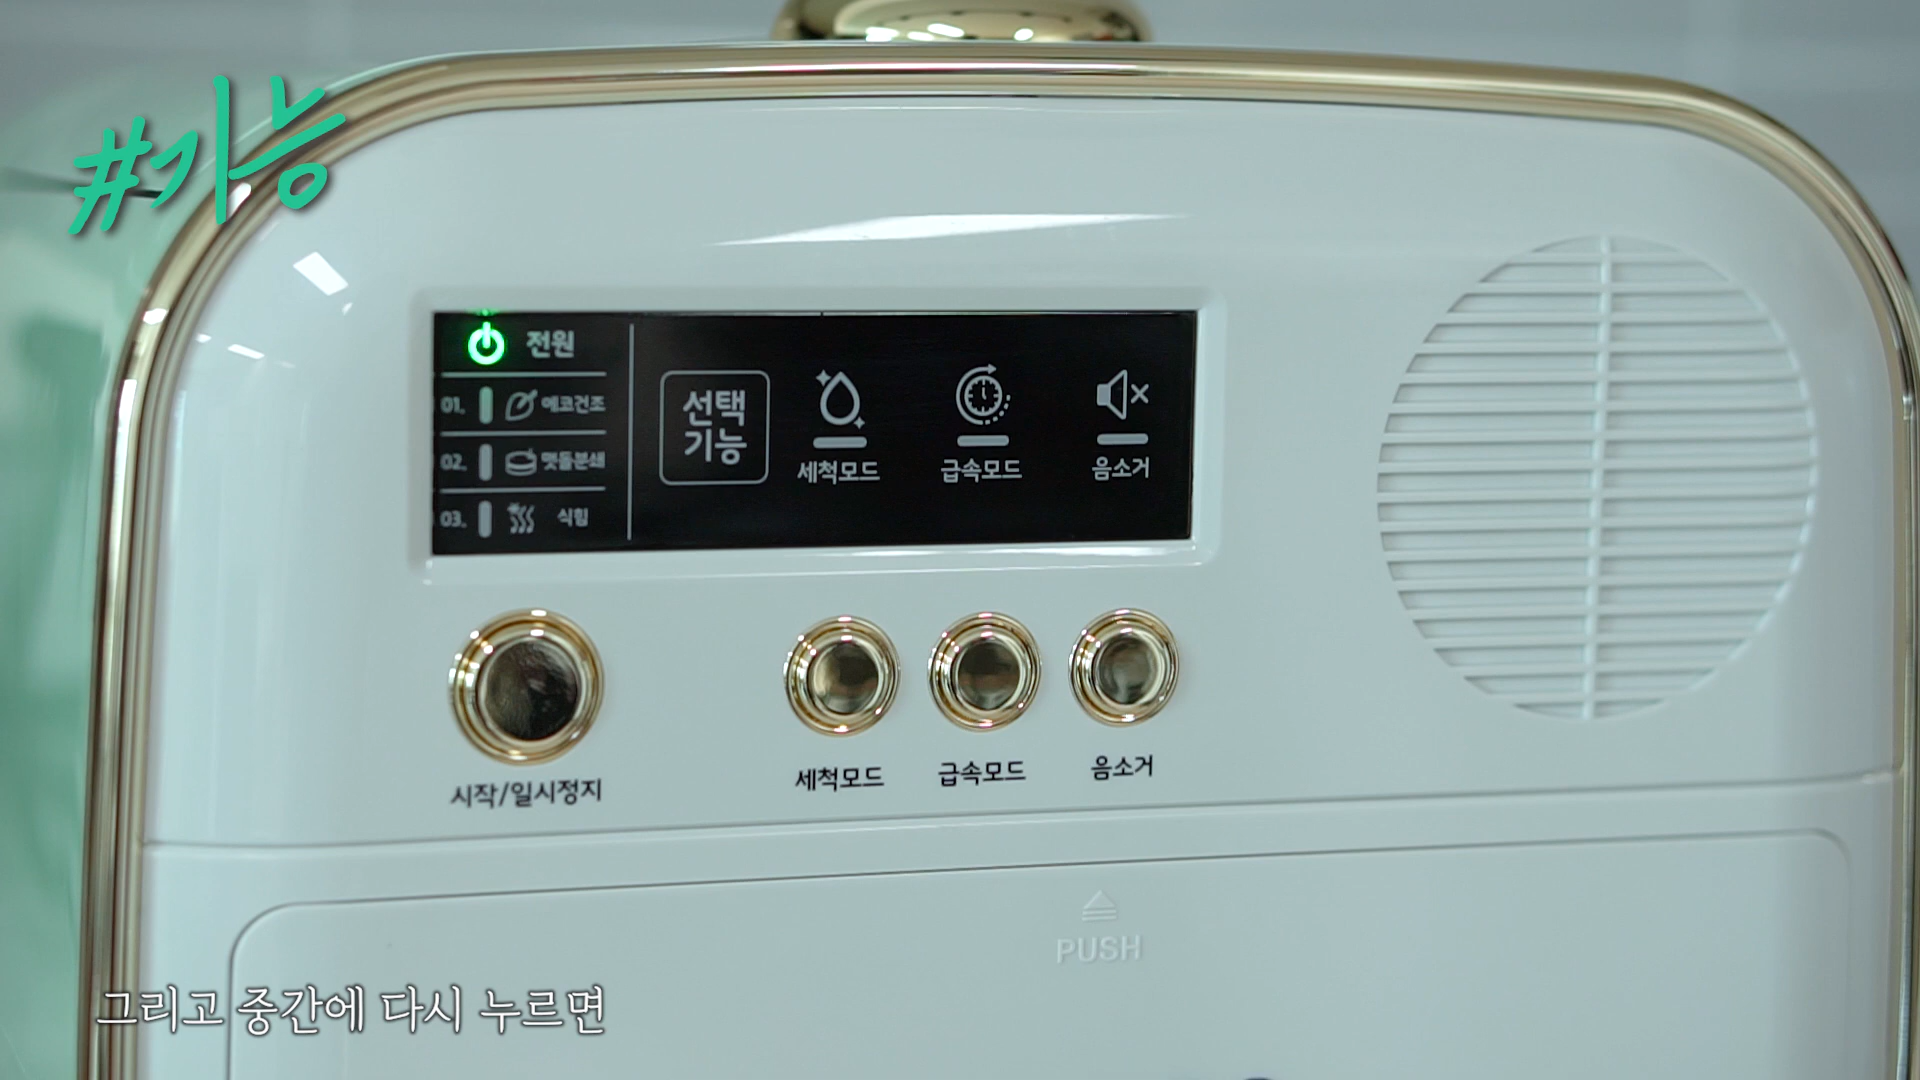 #기능
전원
01. 에코건조
02. 맷돌분쇄
03. 식힘
선택
기능
세척모드
급속모드
음소거
시작/일시정지
세척모드
급속모드
음소거
PUSH
그리고 중간에 다시 누르면